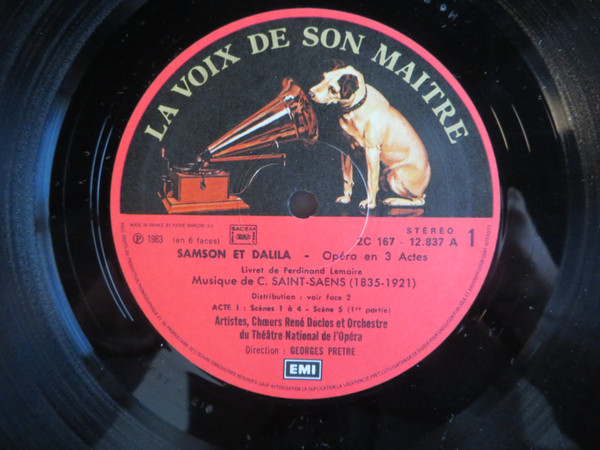 LA VOIX DE SON MAITRE
MADE IN FRANCE BY PATHE MARCONI S.A.
SACEM
STÉRÉO
℗ 1963 (en 6 faces)
2C 167 - 12.837 A 1
SAMSON ET DALILA - Opéra en 3 Actes
Livret de Ferdinand Lemaire
Musique de C. SAINT-SAENS (1835-1921)
Distribution : voir face 2
ACTE I : Scènes 1 à 4 - Scène 5 (1re partie)
Artistes, Chœurs René Duclos et Orchestre
du Théâtre National de l'Opéra
Direction : GEORGES PRETRE
EMI